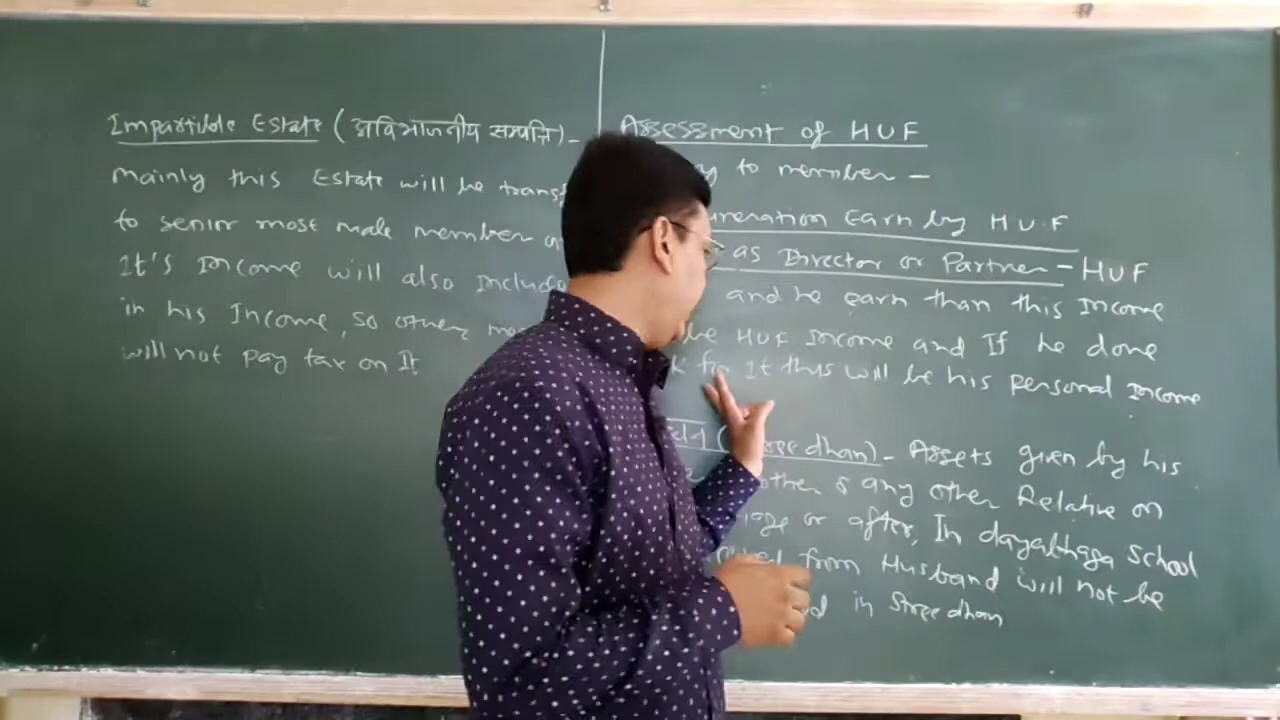 Impartible Estate (अविभाजनीय सम्पत्ति) -
mainly this Estate will be
to senior most male member
It's Income will also Include
in his Income, so other
will not pay tax on It
Assessment of HUF
to member -
Earn by HUF
as Director or Partner - HUF
and he earn than this Income
be HUF Income and If he done
for It this will be his personal Income
- Assets given by his
& any other Relative on
or after, In dayabhaga School
from Husband will not be
in Streedhan